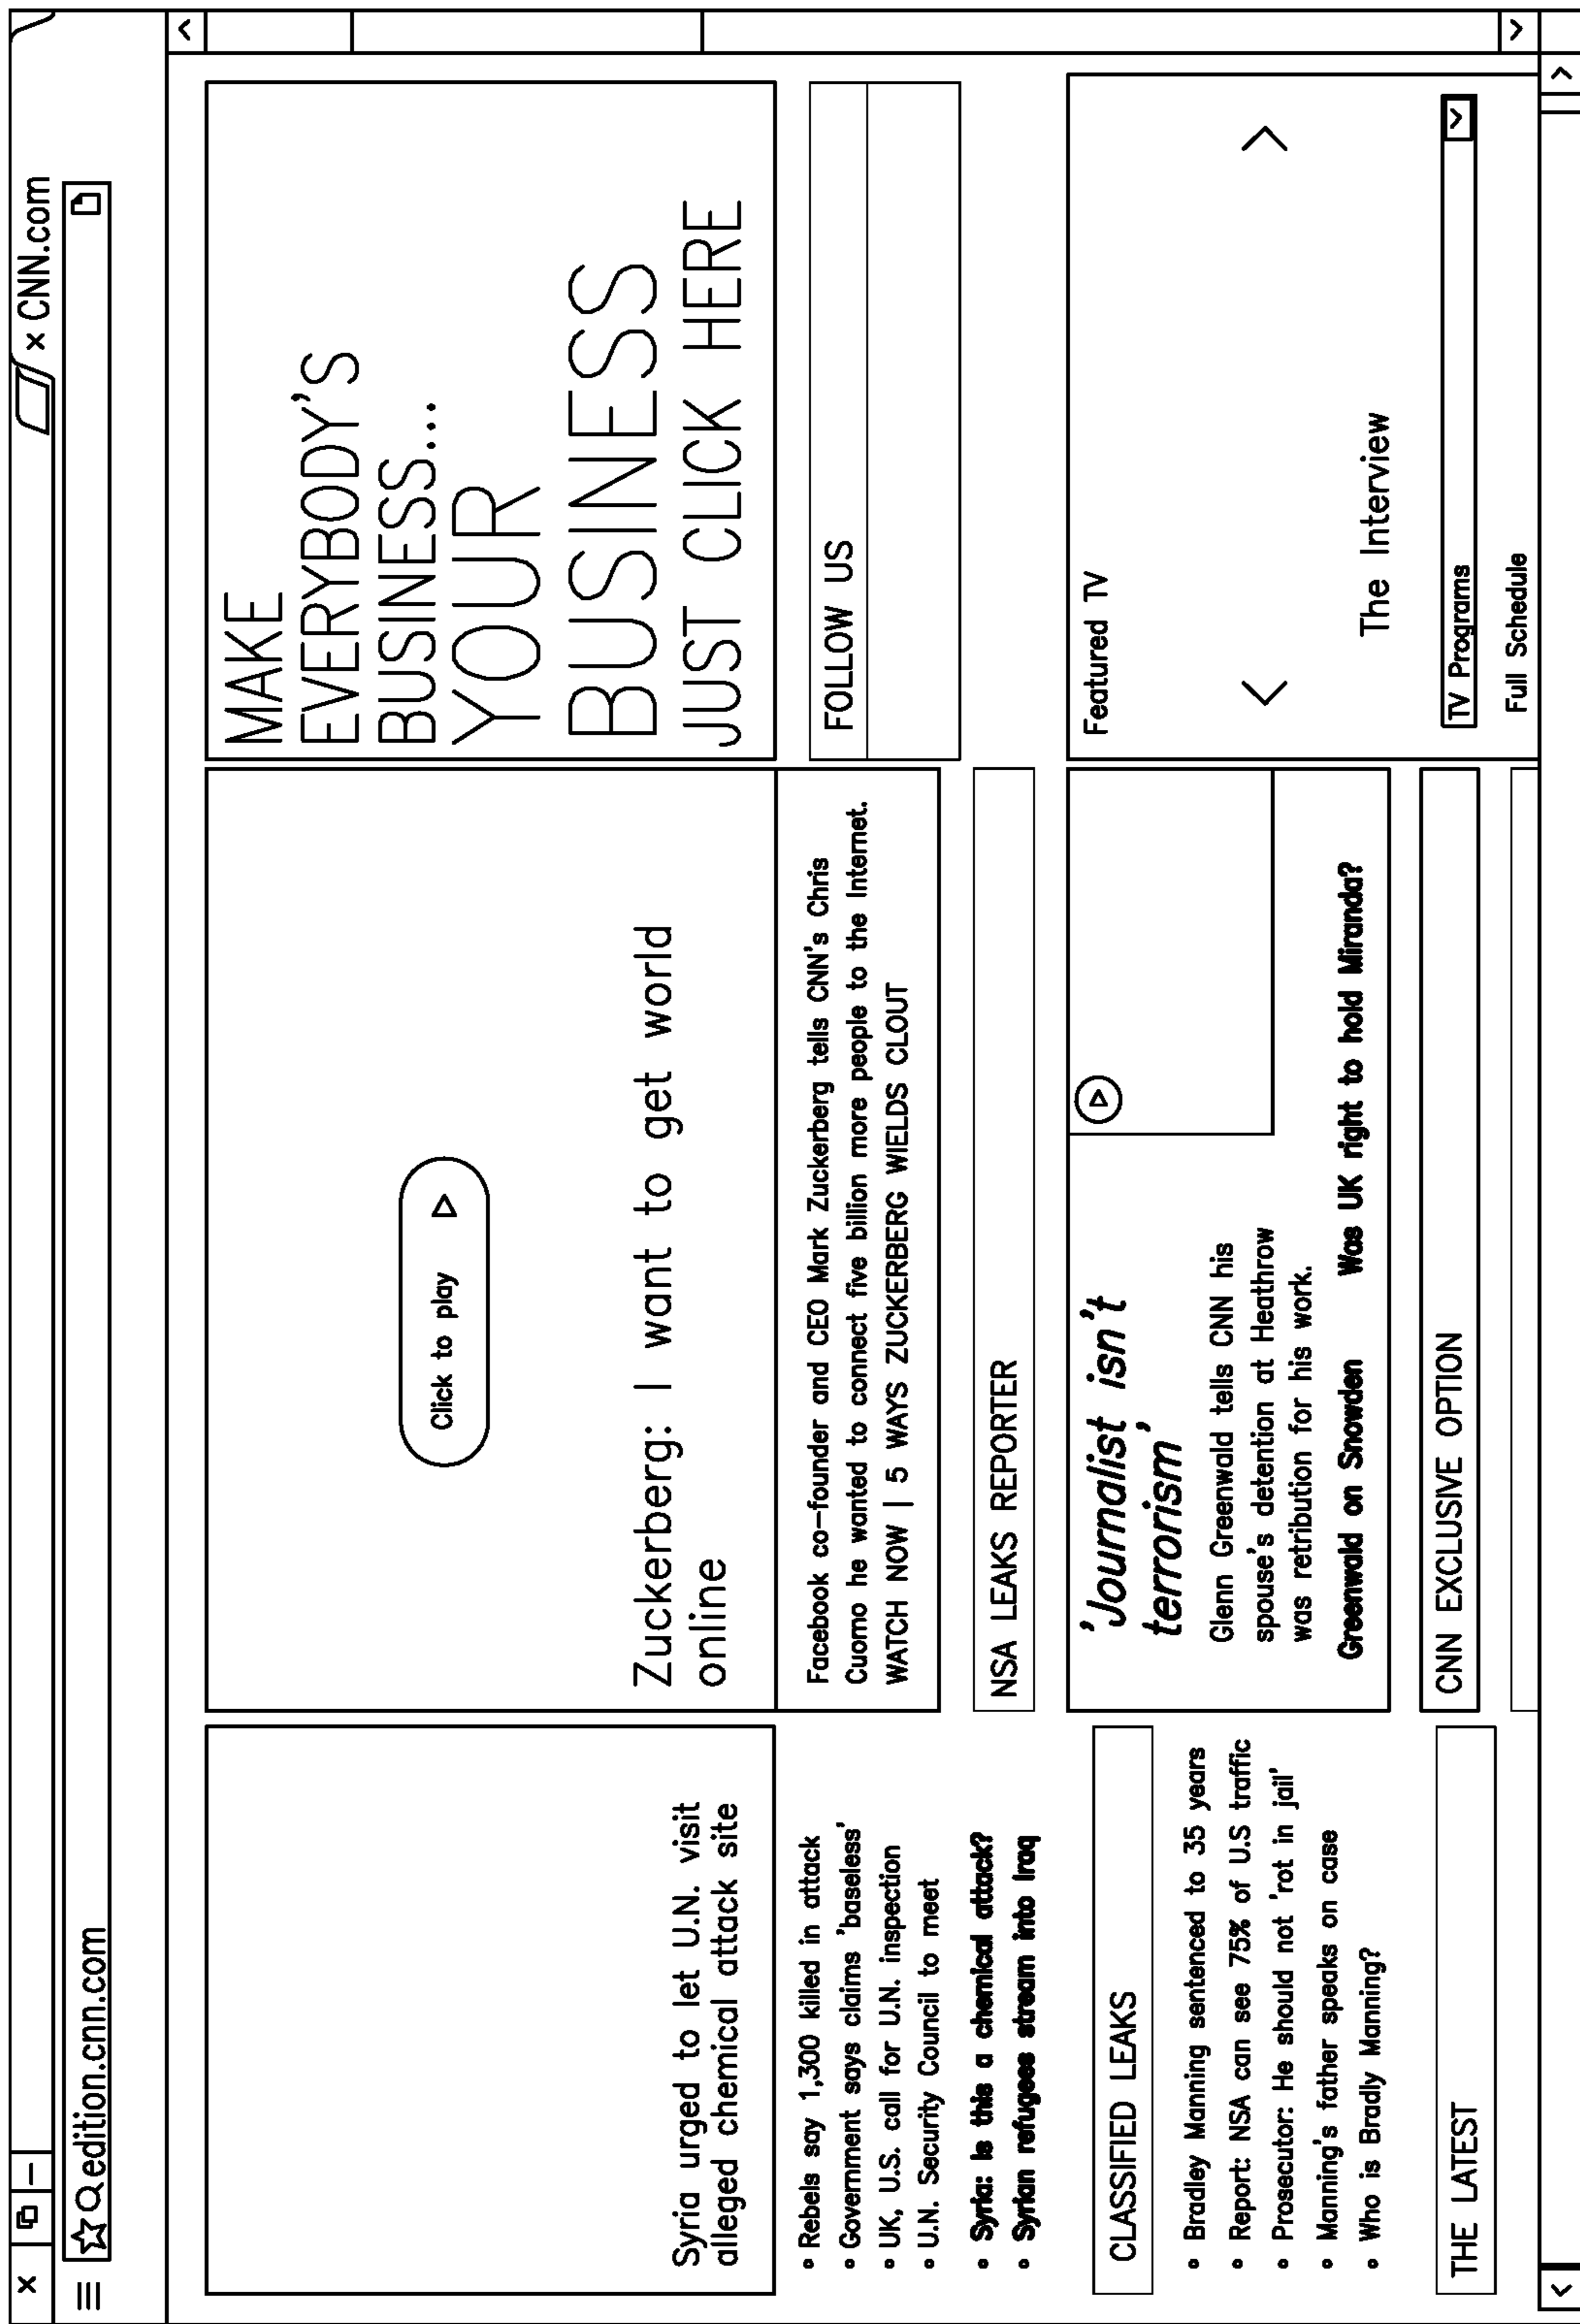 × CNN.com
edition.cnn.com
Syria urged to let U.N. visit
alleged chemical attack site
• Rebels say 1,300 killed in attack
• Government says claims 'baseless'
• UK, U.S. call for U.N. inspection
• U.N. Security Council to meet
• Syria: Is this a chemical attack?
• Syrian refugees stream into Iraq
CLASSIFIED LEAKS
• Bradley Manning sentenced to 35 years
• Report: NSA can see 75% of U.S traffic
• Prosecutor: He should not 'rot in jail'
• Manning's father speaks on case
• Who is Bradly Manning?
THE LATEST
Click to play
Zuckerberg: I want to get world
online
Facebook co-founder and CEO Mark Zuckerberg tells CNN's Chris
Cuomo he wanted to connect five billion more people to the Internet.
WATCH NOW | 5 WAYS ZUCKERBERG WIELDS CLOUT
NSA LEAKS REPORTER
'Journalist isn't
terrorism'
Glenn Greenwald tells CNN his
spouse's detention at Heathrow
was retribution for his work.
Greenwald on Snowden Was UK right to hold Miranda?
CNN EXCLUSIVE OPTION
MAKE
EVERYBODY'S
BUSINESS...
YOUR
BUSINESS
JUST CLICK HERE
FOLLOW US
Featured TV
The Interview
TV Programs
Full Schedule